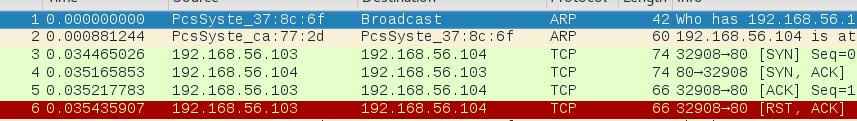 Time Source Destination Protocol Length Info
1 0.000000000 PcsSyste_37:8c:6f Broadcast ARP 42 Who has 192.168.56.1
2 0.000881244 PcsSyste_ca:77:2d PcsSyste_37:8c:6f ARP 60 192.168.56.104 is at
3 0.034465026 192.168.56.103 192.168.56.104 TCP 74 32908→80 [SYN] Seq=0
4 0.035165853 192.168.56.104 192.168.56.103 TCP 74 80→32908 [SYN, ACK]
5 0.035217783 192.168.56.103 192.168.56.104 TCP 66 32908→80 [ACK] Seq=1
6 0.035435907 192.168.56.103 192.168.56.104 TCP 66 32908→80 [RST, ACK]